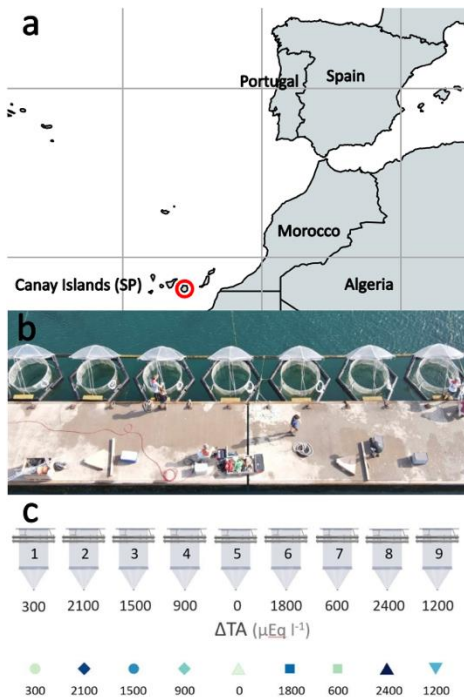 a
Portugal
Spain
Morocco
Canay Islands (SP)
Algeria
b
c
1 2 3 4 5 6 7 8 9
300 2100 1500 900 0 1800 600 2400 1200
ΔTA (µEq l⁻¹)
300 2100 1500 900 0 1800 600 2400 1200